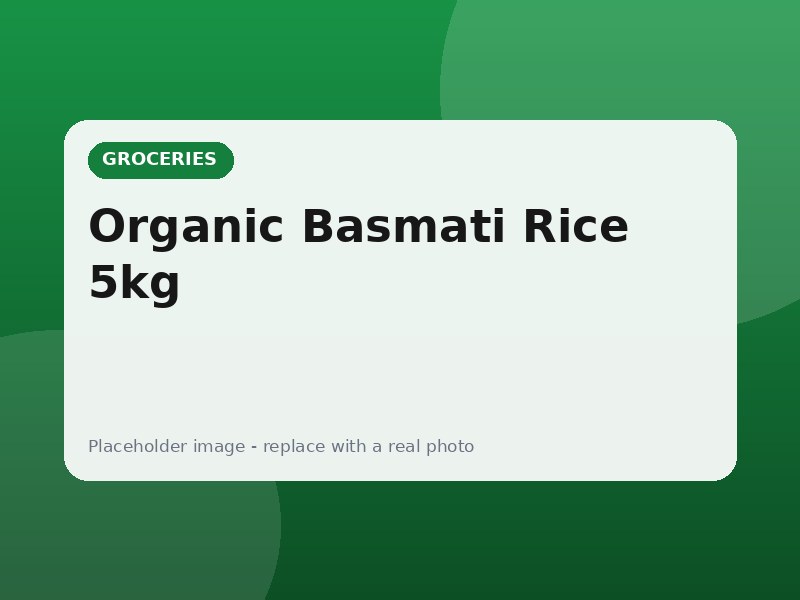 GROCERIES
Organic Basmati Rice
5kg
Placeholder image - replace with a real photo